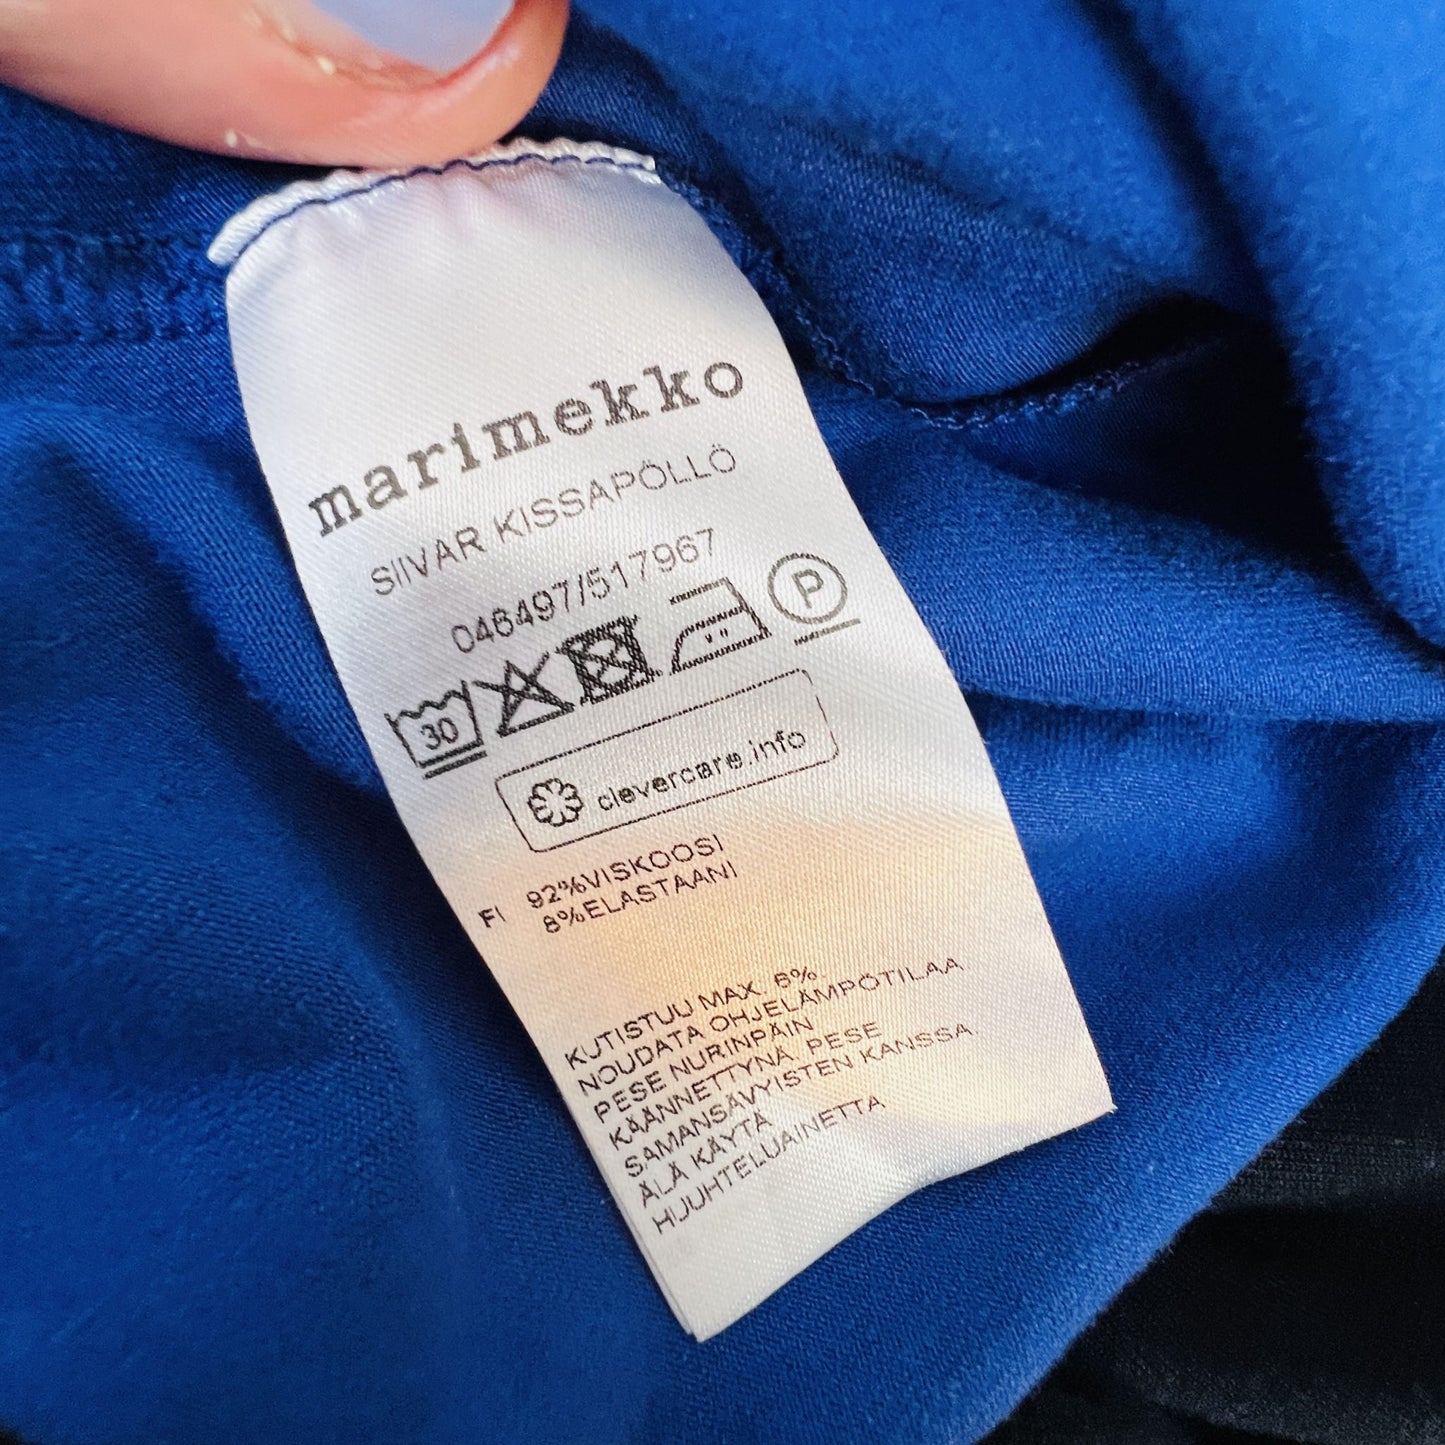 marimekko
SIIVAR KISSAPÖLLÖ
046497/517967
30
P
clevercare.info
FI 92%VISKOOSI
8%ELASTAANI
KUTISTUU MAX. 6%.
NOUDATA OHJELÄMPÖTILAA
PESE NURINPÄIN
KÄÄNNETTYNÄ. PESE
SAMANSÄVYISTEN KANSSA.
ÄLÄ KÄYTÄ
HUUHTELUAINETTA